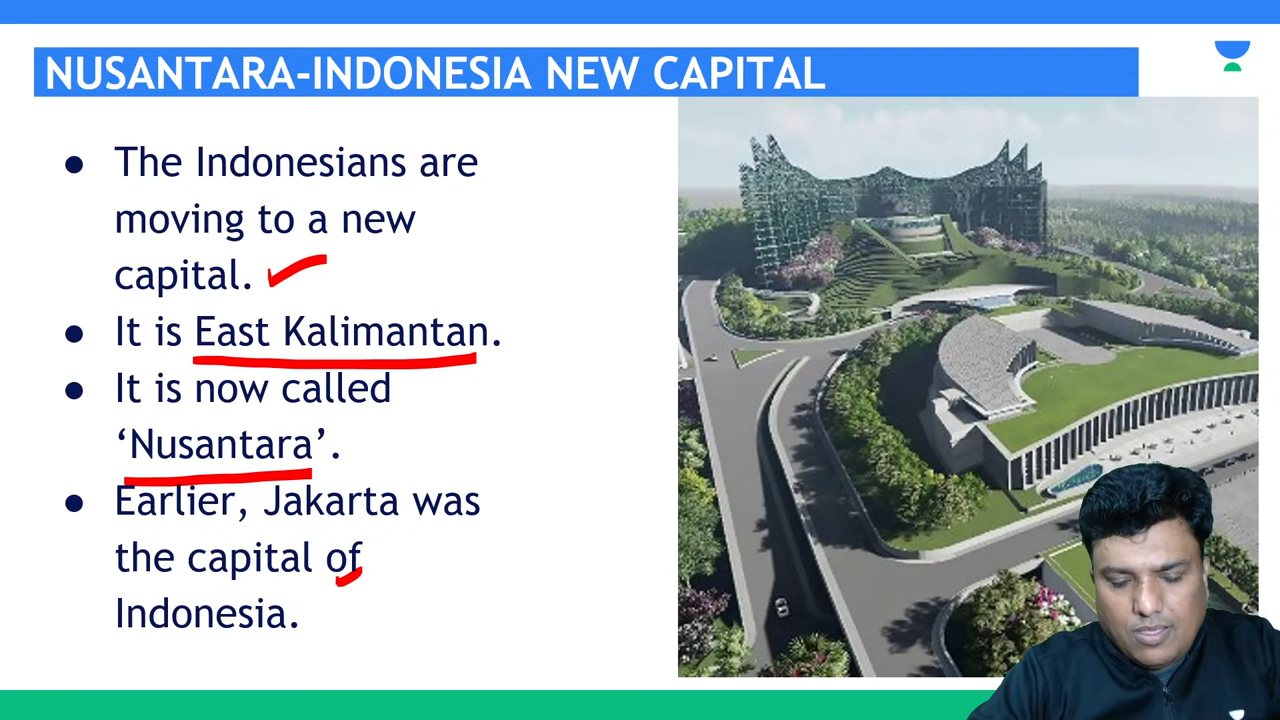 NUSANTARA-INDONESIA NEW CAPITAL
● The Indonesians are
moving to a new
capital.
● It is East Kalimantan.
● It is now called
‘Nusantara’.
● Earlier, Jakarta was
the capital of
Indonesia.